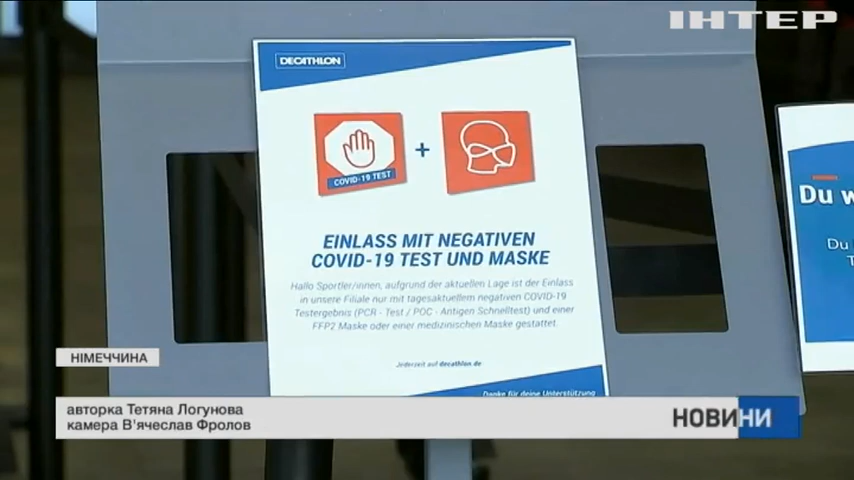 ІНТЕР
DECATHLON
COVID-19 TEST
+
EINLASS MIT NEGATIVEN
COVID-19 TEST UND MASKE
Hallo Sportler/innen, aufgrund der aktuellen Lage ist der Einlass
in unsere Filiale nur mit tagesaktuellem negativen COVID-19
Testergebnis (PCR - Test / POC - Antigen Schnelltest) und einer
FFP2 Maske oder einer medizinischen Maske gestattet.
Jederzeit auf decathlon.de
Danke für deine Unterstützung
Du
Du
НІМЕЧЧИНА
авторка Тетяна Логунова
камера В'ячеслав Фролов
НОВИНИ